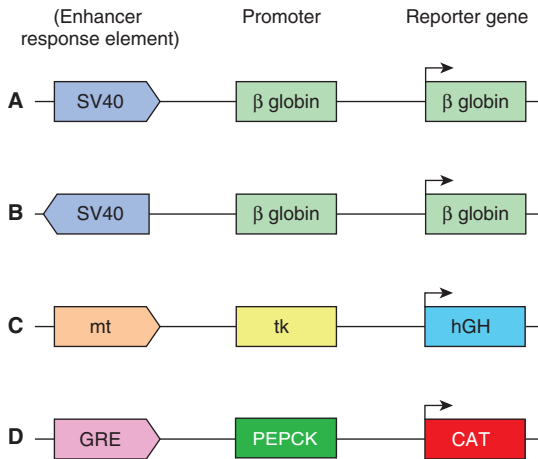 (Enhancer response element) Promoter Reporter gene
A SV40 β globin β globin
B SV40 β globin β globin
C mt tk hGH
D GRE PEPCK CAT